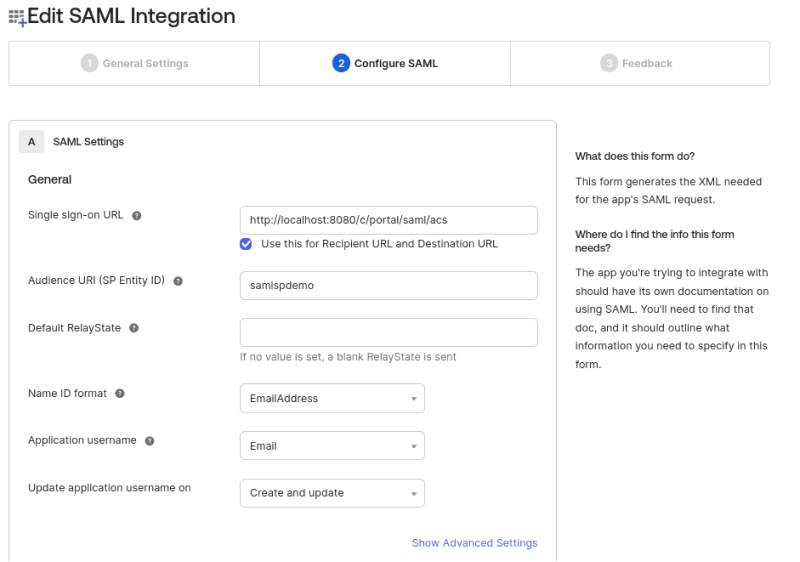 Edit SAML Integration
1 General Settings
2 Configure SAML
3 Feedback
A SAML Settings
General
Single sign-on URL ?
http://localhost:8080/c/portal/saml/acs
Use this for Recipient URL and Destination URL
Audience URI (SP Entity ID) ?
samlspdemo
Default RelayState ?
If no value is set, a blank RelayState is sent
Name ID format ?
EmailAddress
Application username ?
Email
Update application username on
Create and update
Show Advanced Settings
What does this form do?
This form generates the XML needed
for the app's SAML request.
Where do I find the info this form
needs?
The app you're trying to integrate with
should have its own documentation on
using SAML. You'll need to find that
doc, and it should outline what
information you need to specify in this
form.